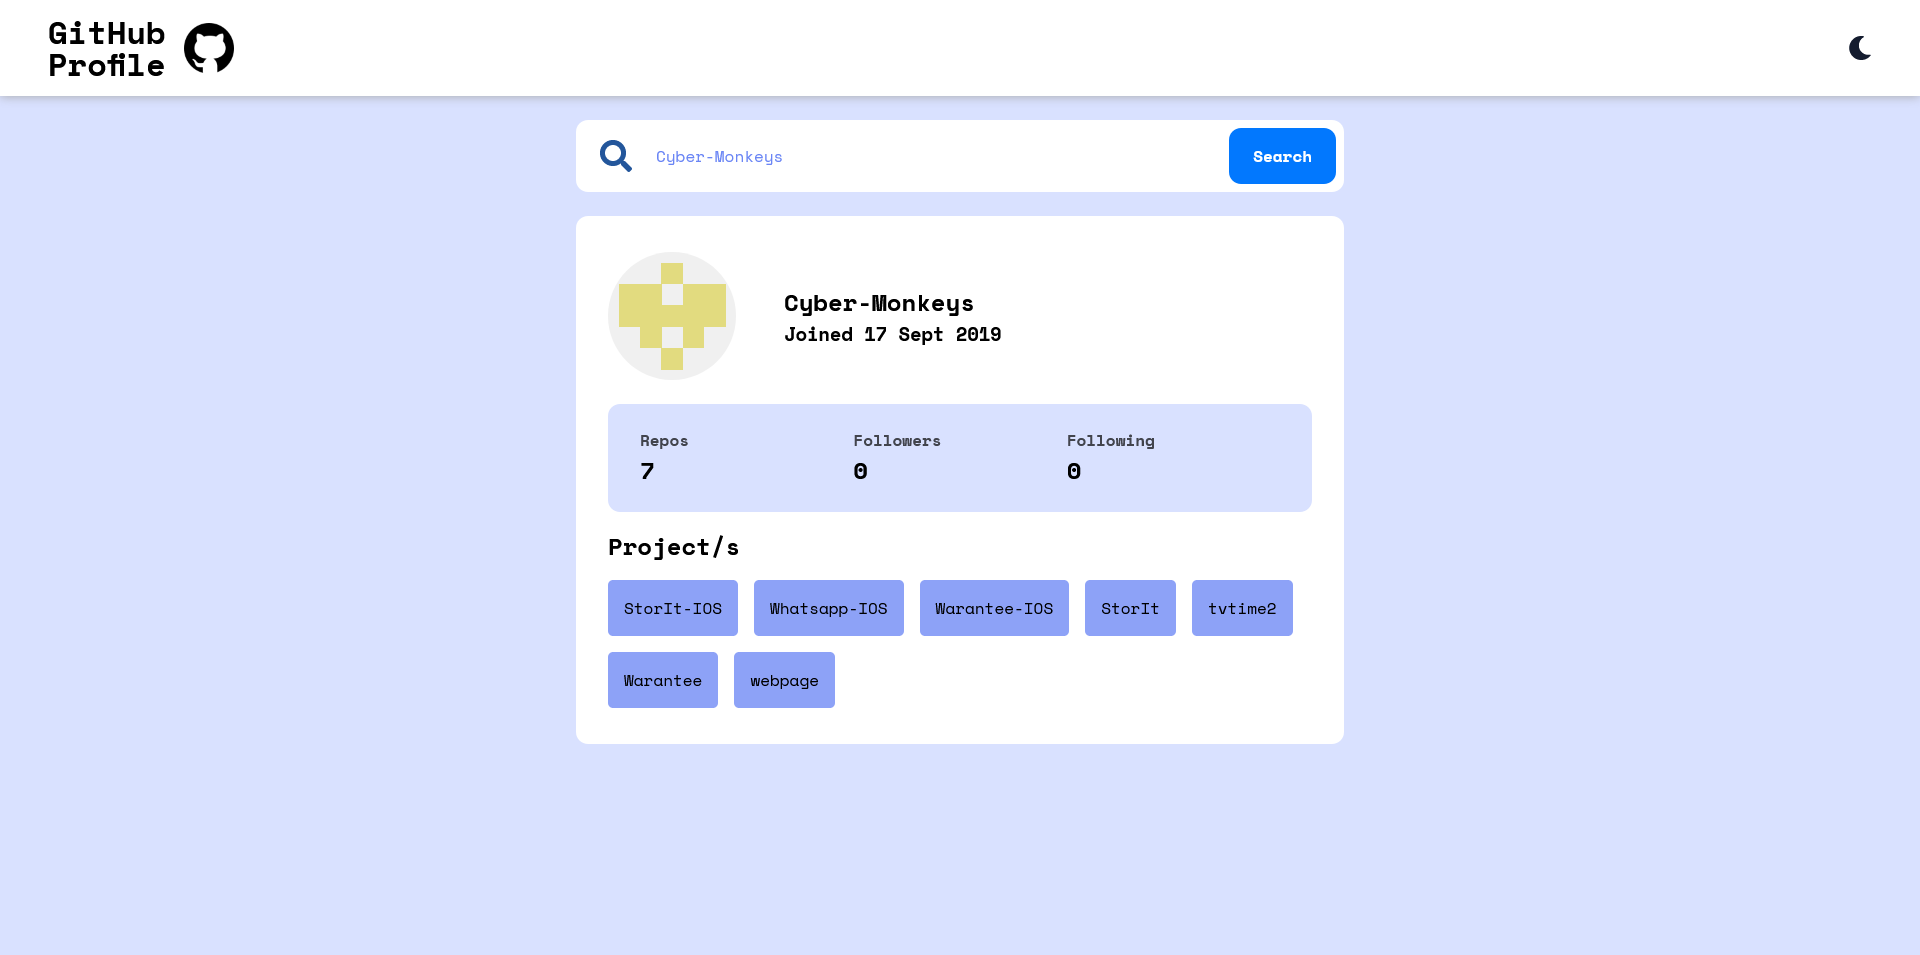 GitHub
Profile
Cyber-Monkeys
Search
Cyber-Monkeys
Joined 17 Sept 2019
Repos Followers Following
7 0 0
Project/s
StorIt-IOS Whatsapp-IOS Warantee-IOS StorIt tvtime2
Warantee webpage